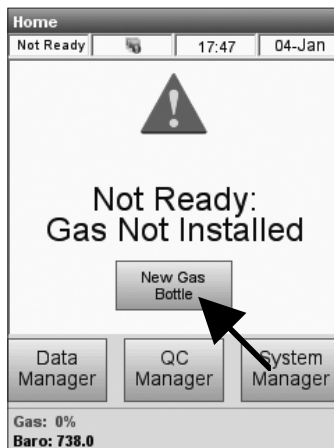 Home
Not Ready 17:47 04-Jan
Not Ready:
Gas Not Installed
New Gas
Bottle
Data Manager QC Manager System Manager
Gas: 0%
Baro: 738.0